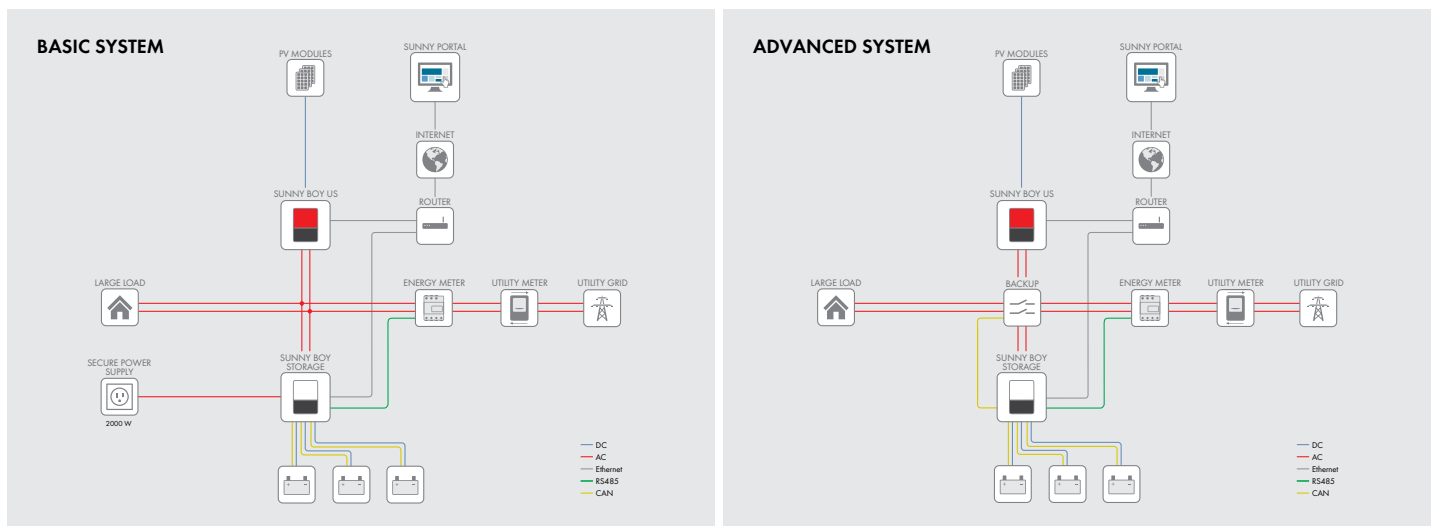 BASIC SYSTEM
PV MODULES
SUNNY PORTAL
INTERNET
SUNNY BOY US
ROUTER
LARGE LOAD
ENERGY METER
UTILITY METER
UTILITY GRID
SECURE POWER
SUPPLY
2000 W
SUNNY BOY
STORAGE
DC
AC
Ethernet
RS485
CAN
ADVANCED SYSTEM
PV MODULES
SUNNY PORTAL
INTERNET
SUNNY BOY US
ROUTER
LARGE LOAD
BACKUP
ENERGY METER
UTILITY METER
UTILITY GRID
SUNNY BOY
STORAGE
DC
AC
Ethernet
RS485
CAN